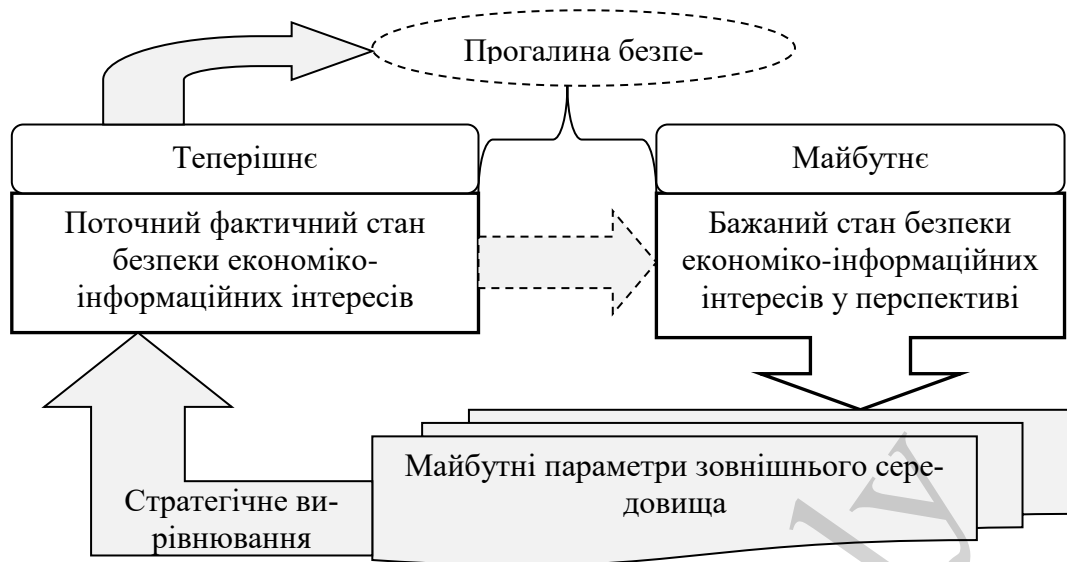 Прогалина безпе-
Теперішнє
Майбутнє
Поточний фактичний стан
безпеки економіко-
інформаційних інтересів
Бажаний стан безпеки
економіко-інформаційних
інтересів у перспективі
Майбутні параметри зовнішнього сере-
довища
Стратегічне ви-
рівнювання
ly